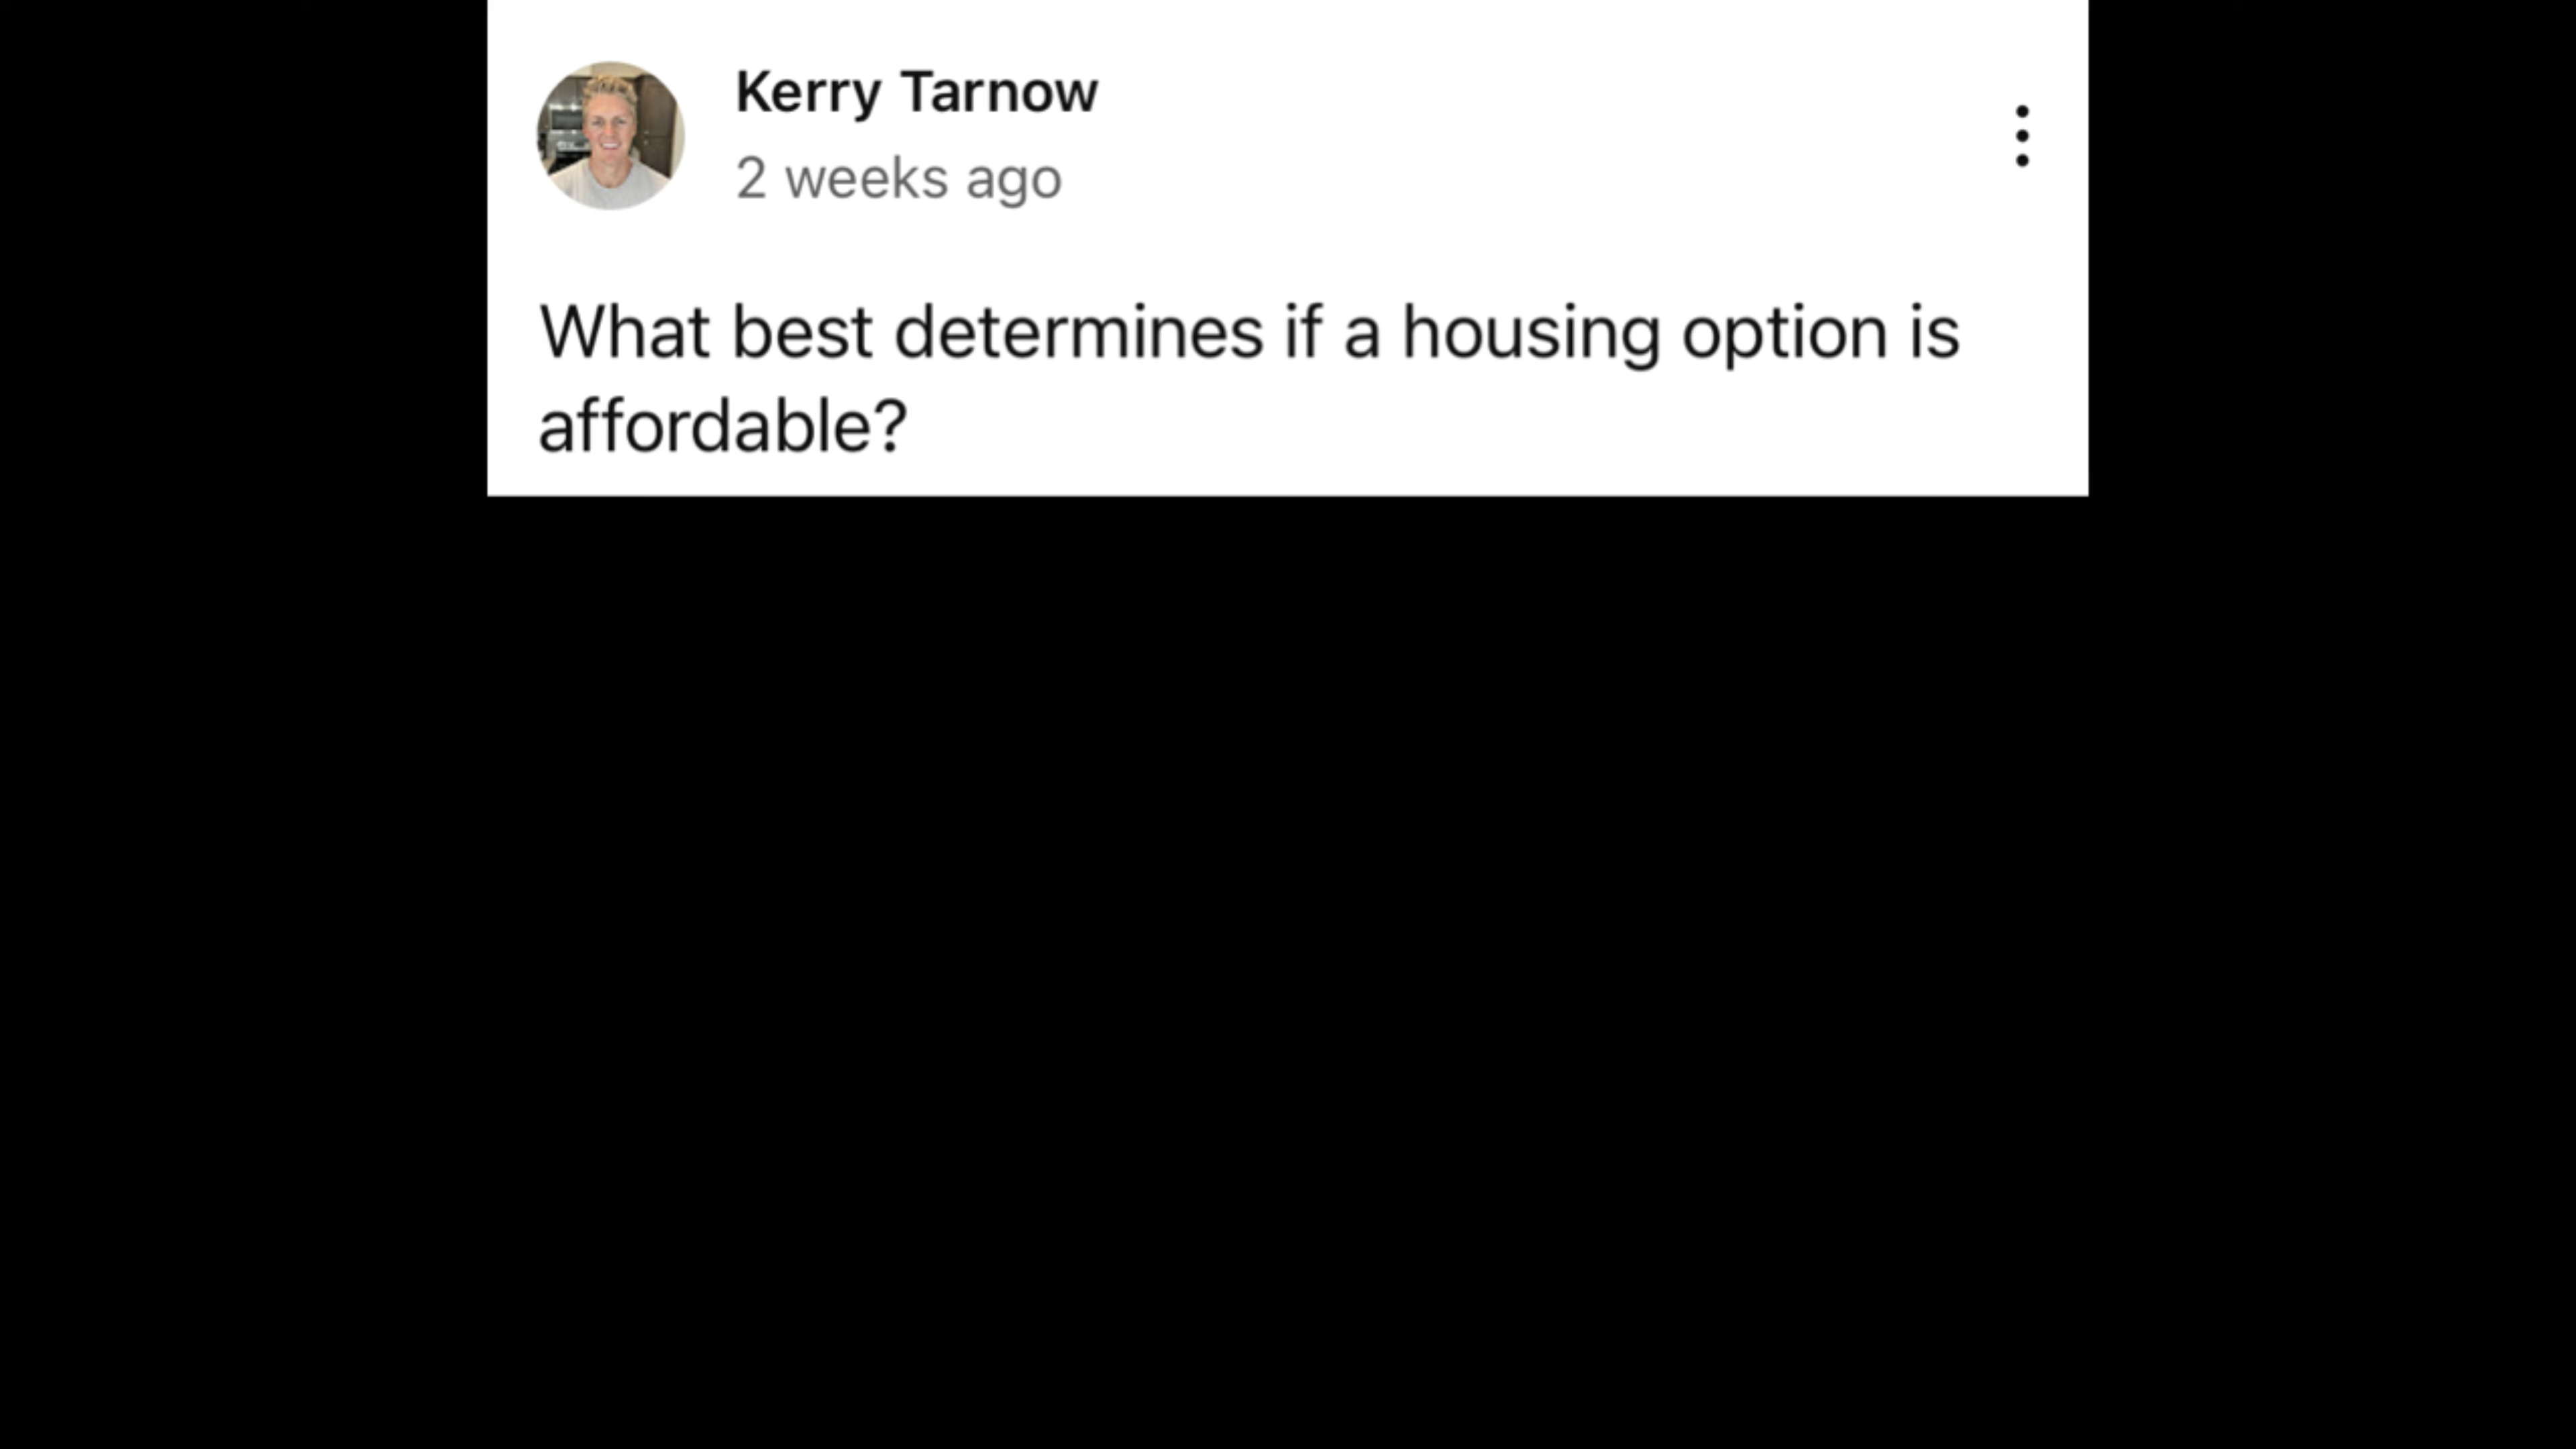 Kerry Tarnow
2 weeks ago
What best determines if a housing option is
affordable?